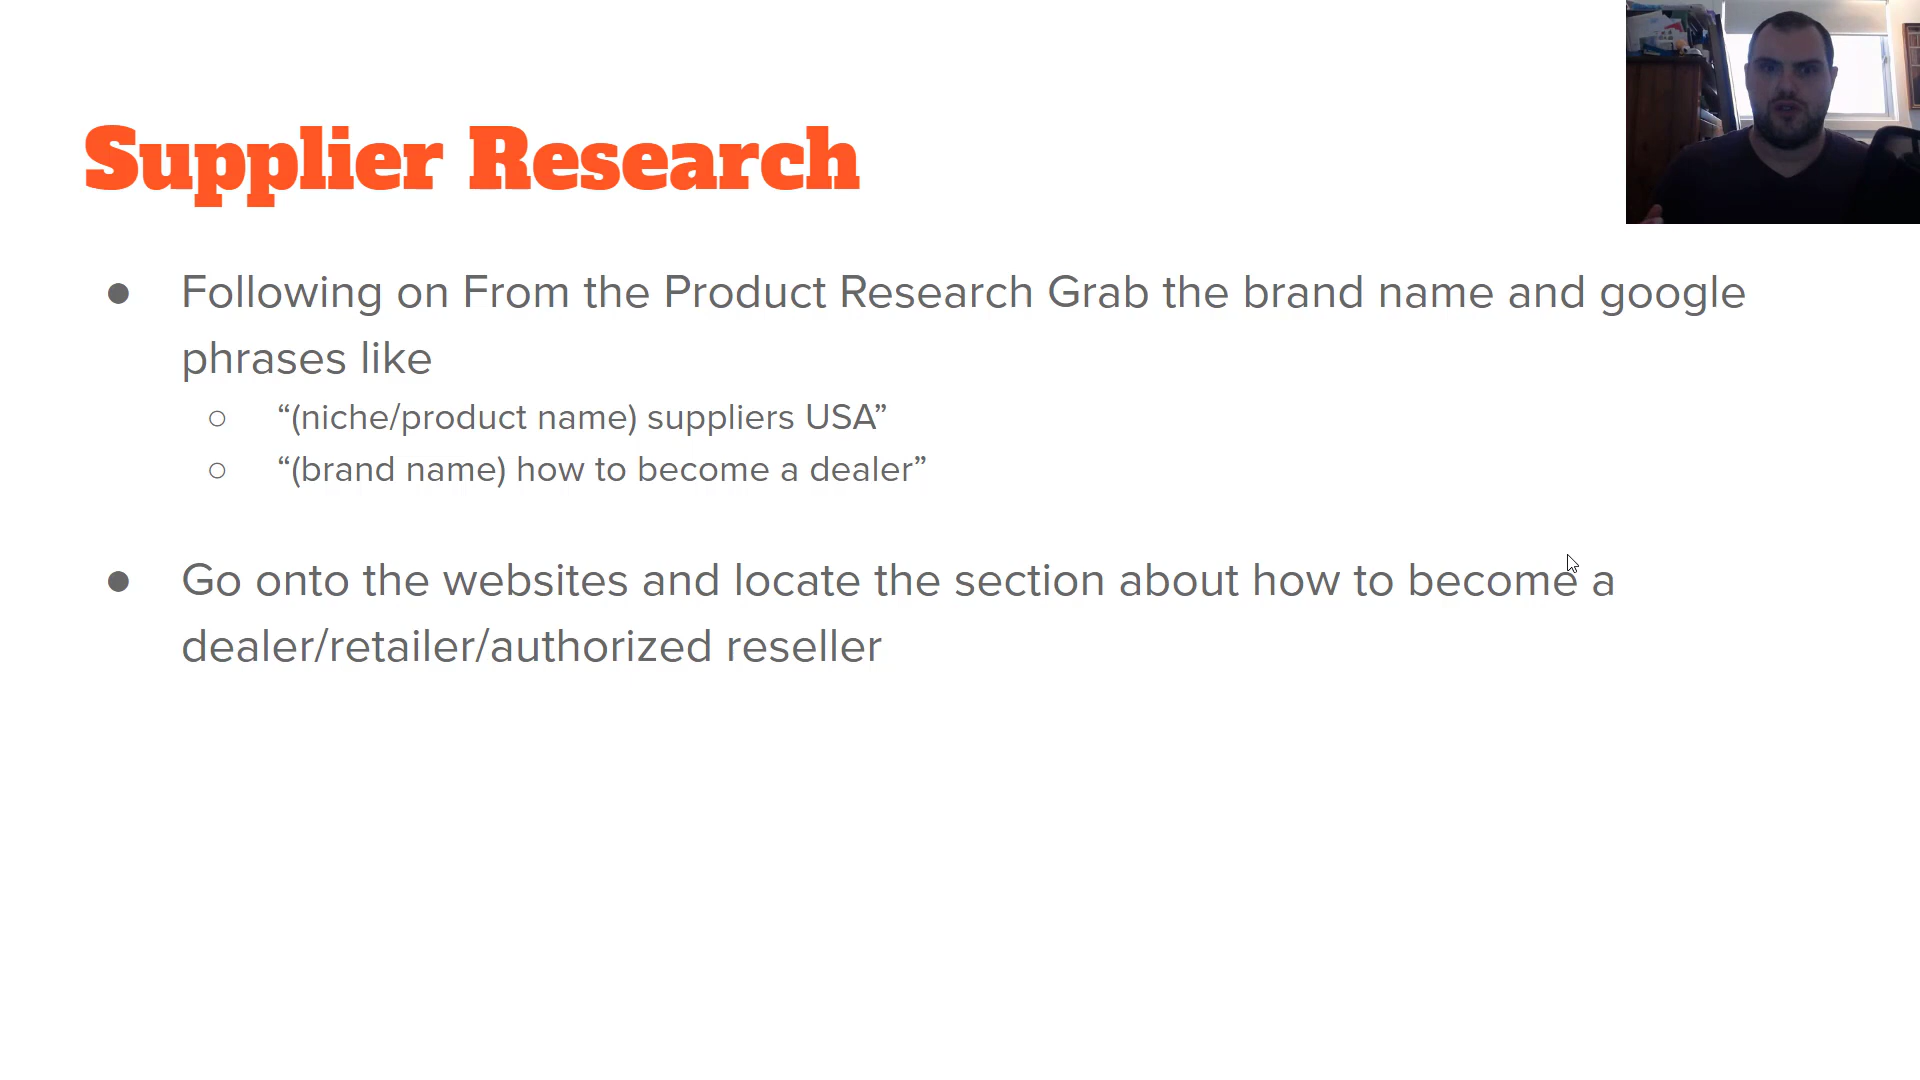 Supplier Research
● Following on From the Product Research Grab the brand name and google
phrases like
○ “(niche/product name) suppliers USA”
○ “(brand name) how to become a dealer”
● Go onto the websites and locate the section about how to become a
dealer/retailer/authorized reseller